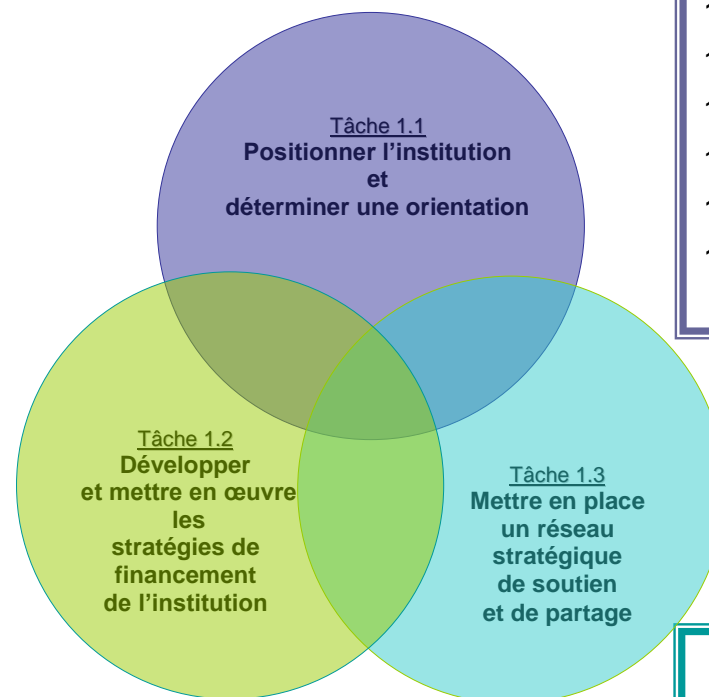 Tâche 1.1
Positionner l’institution
et
déterminer une orientation
Tâche 1.2
Développer
et mettre en œuvre
les
stratégies de
financement
de l’institution
Tâche 1.3
Mettre en place
un réseau
stratégique
de soutien
et de partage